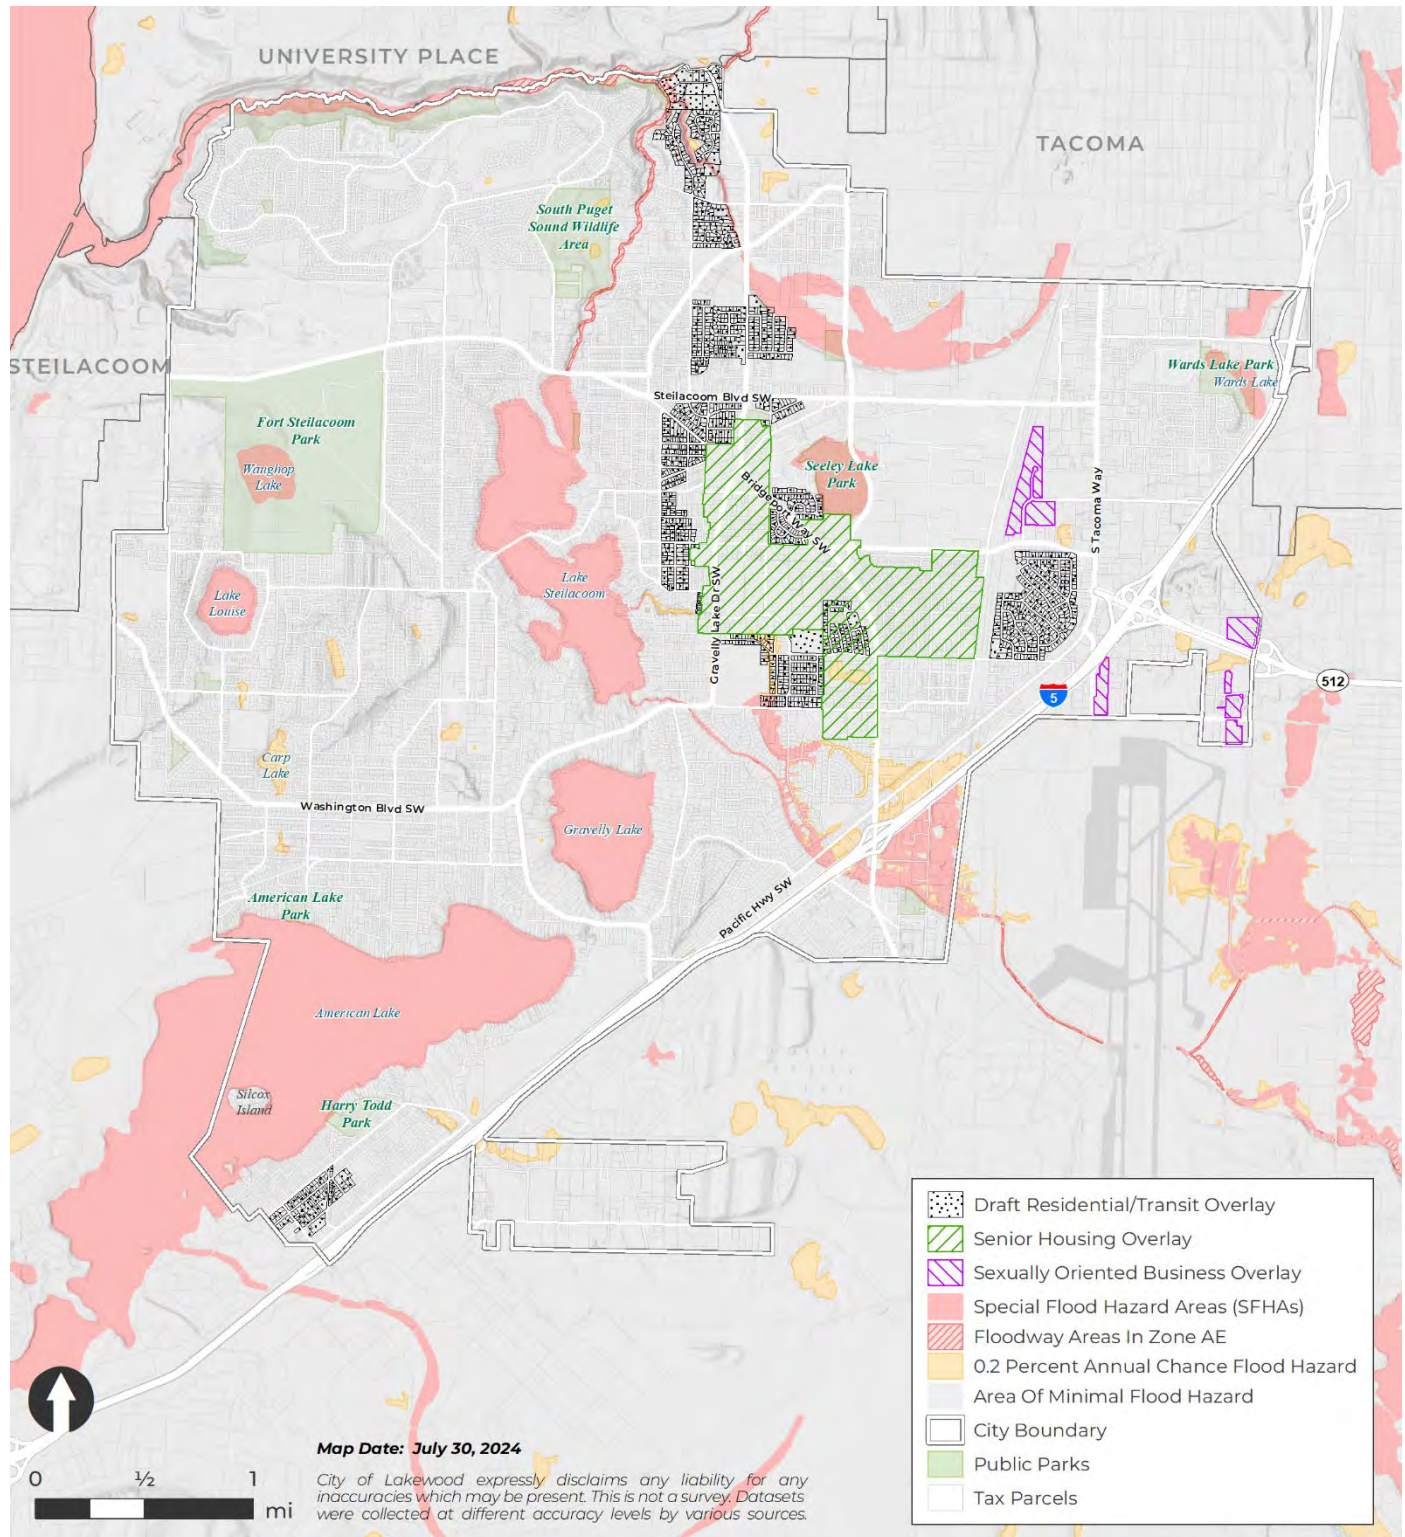 UNIVERSITY PLACE
TACOMA
South Puget
Sound Wildlife
Area
STEILACOOM
Wards Lake Park
Wards Lake
Steilacoom Blvd SW
Fort Steilacoom
Park
Waughop
Lake
Seeley Lake
Park
Bridgeport Way SW
S Tacoma Way
Lake
Louise
Lake
Steilacoom
Gravelly Lake Dr SW
512
5
Carp
Lake
Washington Blvd SW
Gravelly Lake
American Lake
Park
Pacific Hwy SW
American Lake
Silcox
Island
Harry Todd
Park
Draft Residential/Transit Overlay
Senior Housing Overlay
Sexually Oriented Business Overlay
Special Flood Hazard Areas (SFHAs)
Floodway Areas In Zone AE
0.2 Percent Annual Chance Flood Hazard
Area Of Minimal Flood Hazard
City Boundary
Public Parks
Tax Parcels
Map Date: July 30, 2024
0 ½ 1
mi
City of Lakewood expressly disclaims any liability for any
inaccuracies which may be present. This is not a survey. Datasets
were collected at different accuracy levels by various sources.